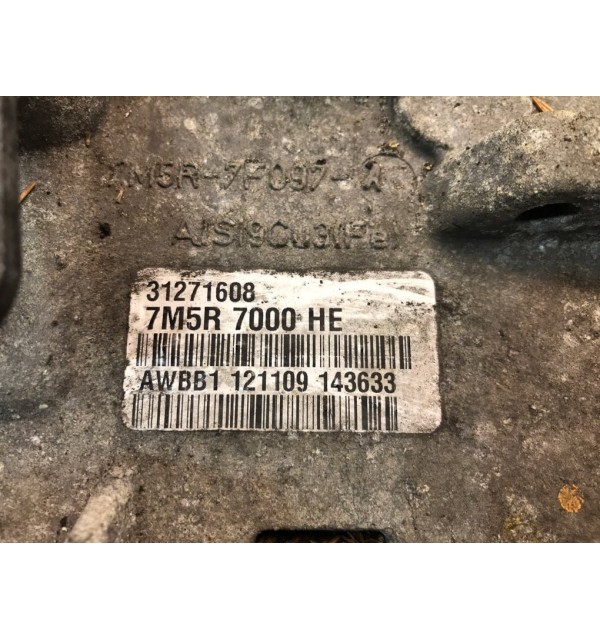 7M5R-7F097-A
AlSi9Cu3(Fe)
31271608
7M5R 7000 HE
AWBB1 121109 143633